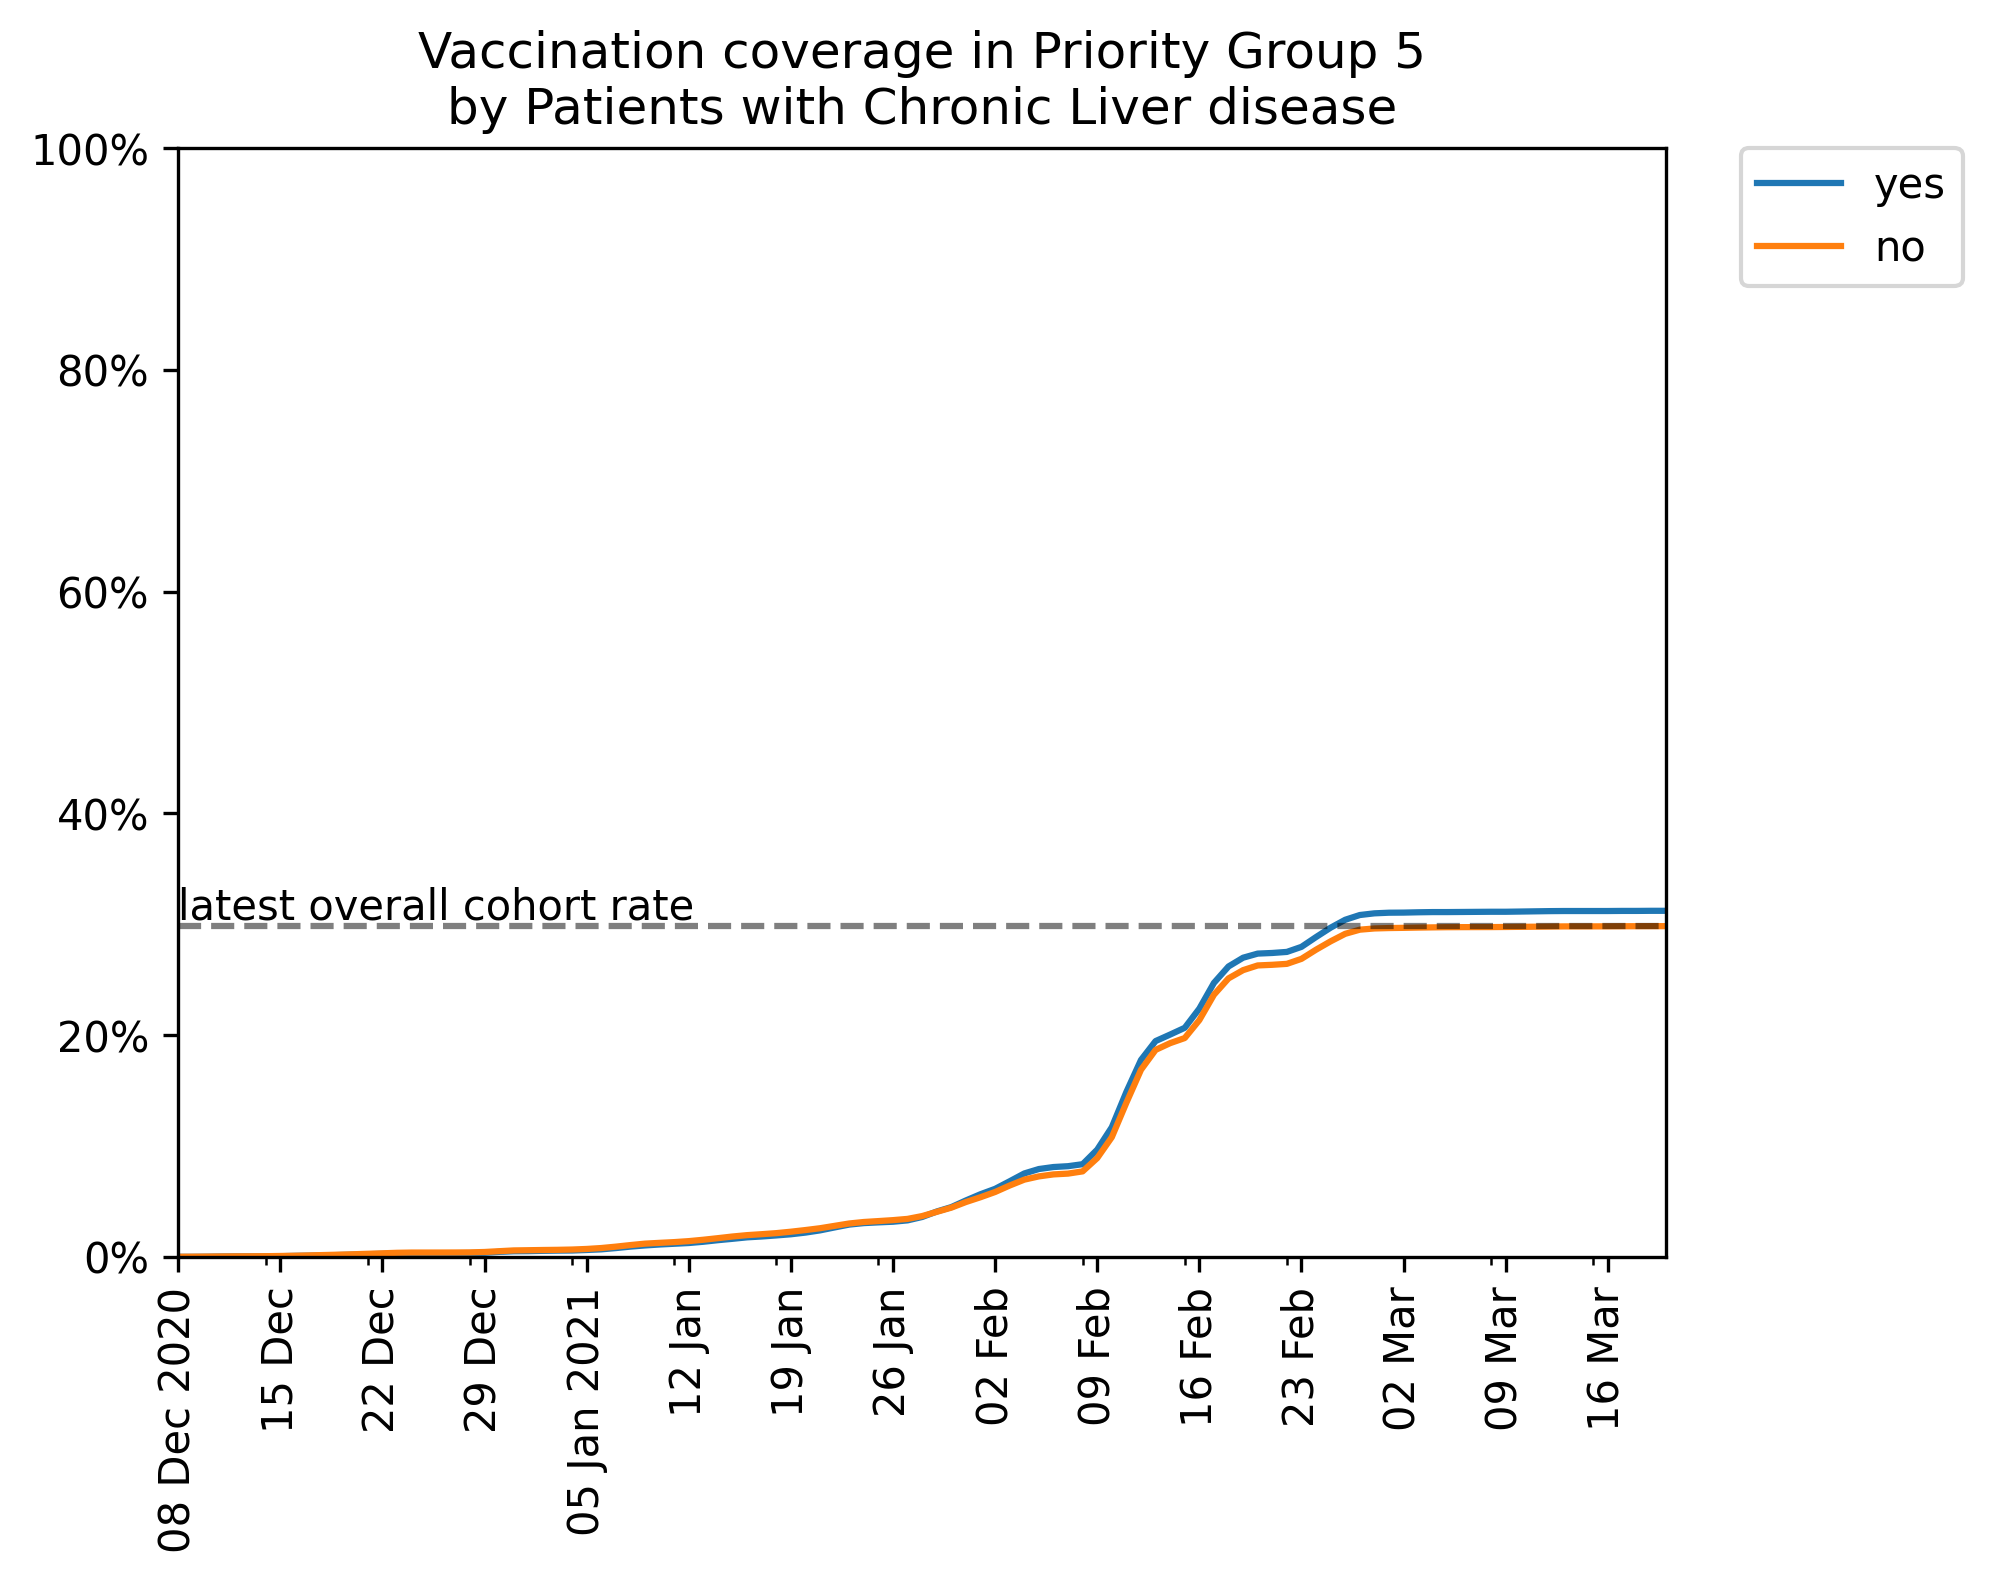 Vaccination coverage in Priority Group 5
by Patients with Chronic Liver disease
100%
80%
60%
40%
20%
0%
latest overall cohort rate
yes
no
08 Dec 2020
15 Dec
22 Dec
29 Dec
05 Jan 2021
12 Jan
19 Jan
26 Jan
02 Feb
09 Feb
16 Feb
23 Feb
02 Mar
09 Mar
16 Mar